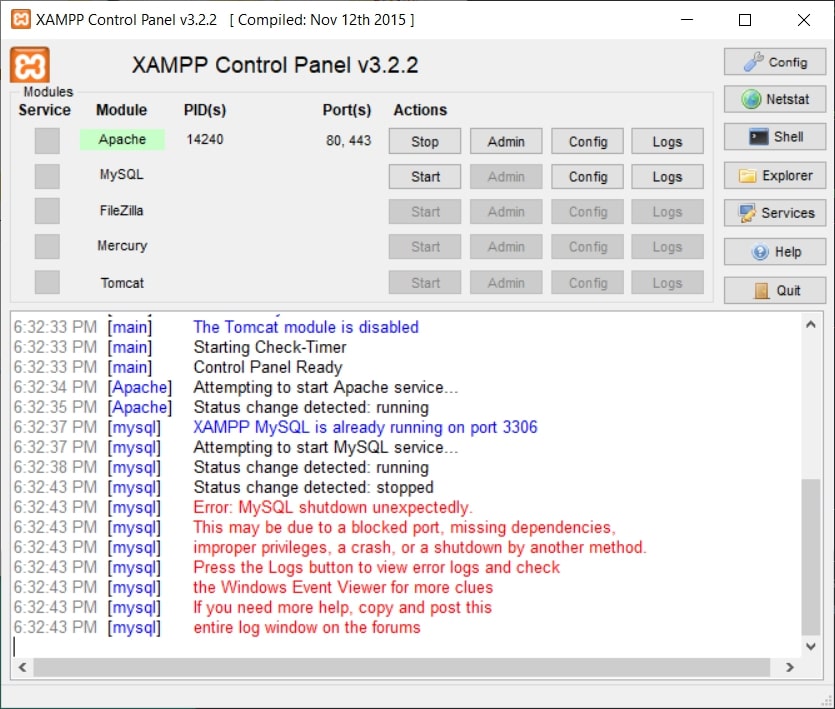 XAMPP Control Panel v3.2.2 [ Compiled: Nov 12th 2015 ]
XAMPP Control Panel v3.2.2
Config
Modules
Service Module PID(s) Port(s) Actions
Netstat
Apache 14240 80, 443 Stop Admin Config Logs
Shell
MySQL Start Admin Config Logs
Explorer
FileZilla Start Admin Config Logs
Services
Mercury Start Admin Config Logs
Help
Tomcat Start Admin Config Logs
Quit
6:32:33 PM [main] The Tomcat module is disabled
6:32:33 PM [main] Starting Check-Timer
6:32:33 PM [main] Control Panel Ready
6:32:34 PM [Apache] Attempting to start Apache service...
6:32:35 PM [Apache] Status change detected: running
6:32:37 PM [mysql] XAMPP MySQL is already running on port 3306
6:32:37 PM [mysql] Attempting to start MySQL service...
6:32:38 PM [mysql] Status change detected: running
6:32:43 PM [mysql] Status change detected: stopped
6:32:43 PM [mysql] Error: MySQL shutdown unexpectedly.
6:32:43 PM [mysql] This may be due to a blocked port, missing dependencies,
6:32:43 PM [mysql] improper privileges, a crash, or a shutdown by another method.
6:32:43 PM [mysql] Press the Logs button to view error logs and check
6:32:43 PM [mysql] the Windows Event Viewer for more clues
6:32:43 PM [mysql] If you need more help, copy and post this
6:32:43 PM [mysql] entire log window on the forums